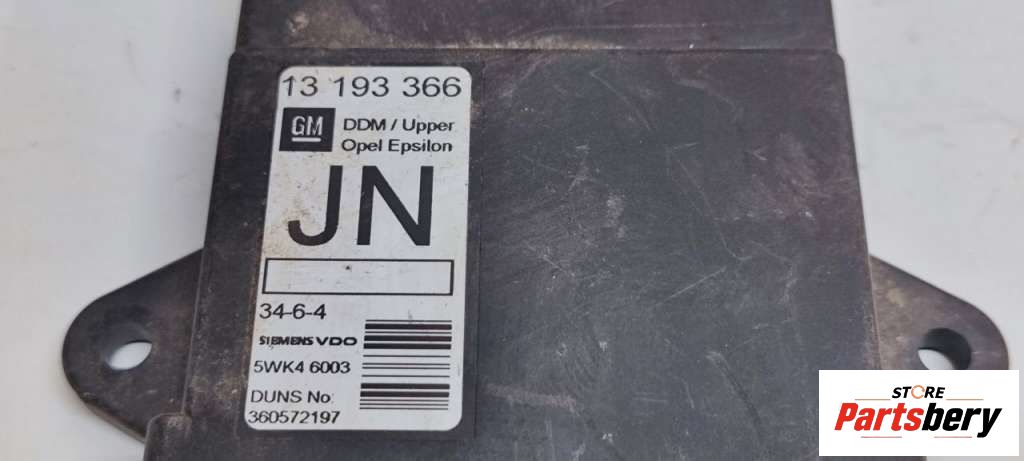 13 193 366
GM
DDM / Upper
Opel Epsilon
JN
34-6-4
SIEMENS VDO
5WK4 6003
DUNS No:
360572197
STORE
Partsbery